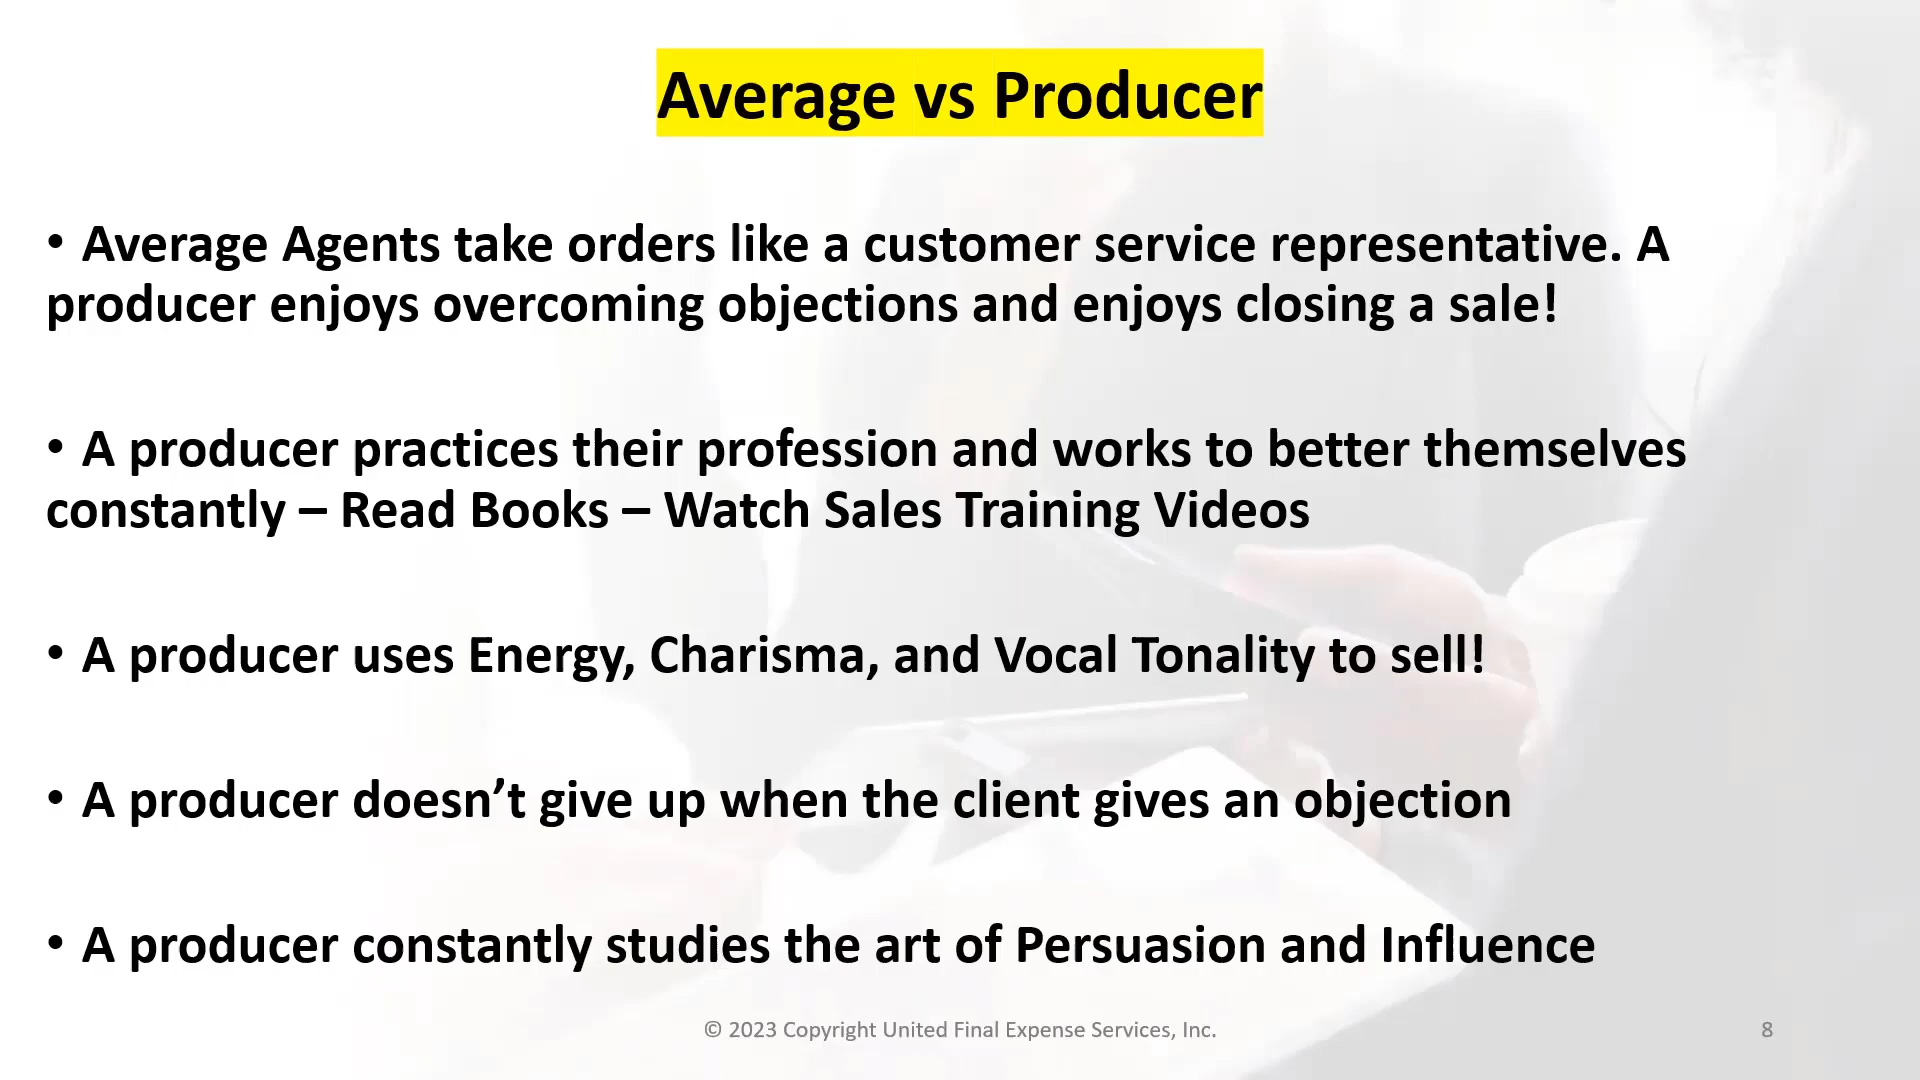 Average vs Producer
• Average Agents take orders like a customer service representative. A
producer enjoys overcoming objections and enjoys closing a sale!
• A producer practices their profession and works to better themselves
constantly – Read Books – Watch Sales Training Videos
• A producer uses Energy, Charisma, and Vocal Tonality to sell!
• A producer doesn’t give up when the client gives an objection
• A producer constantly studies the art of Persuasion and Influence
© 2023 Copyright United Final Expense Services, Inc.
8